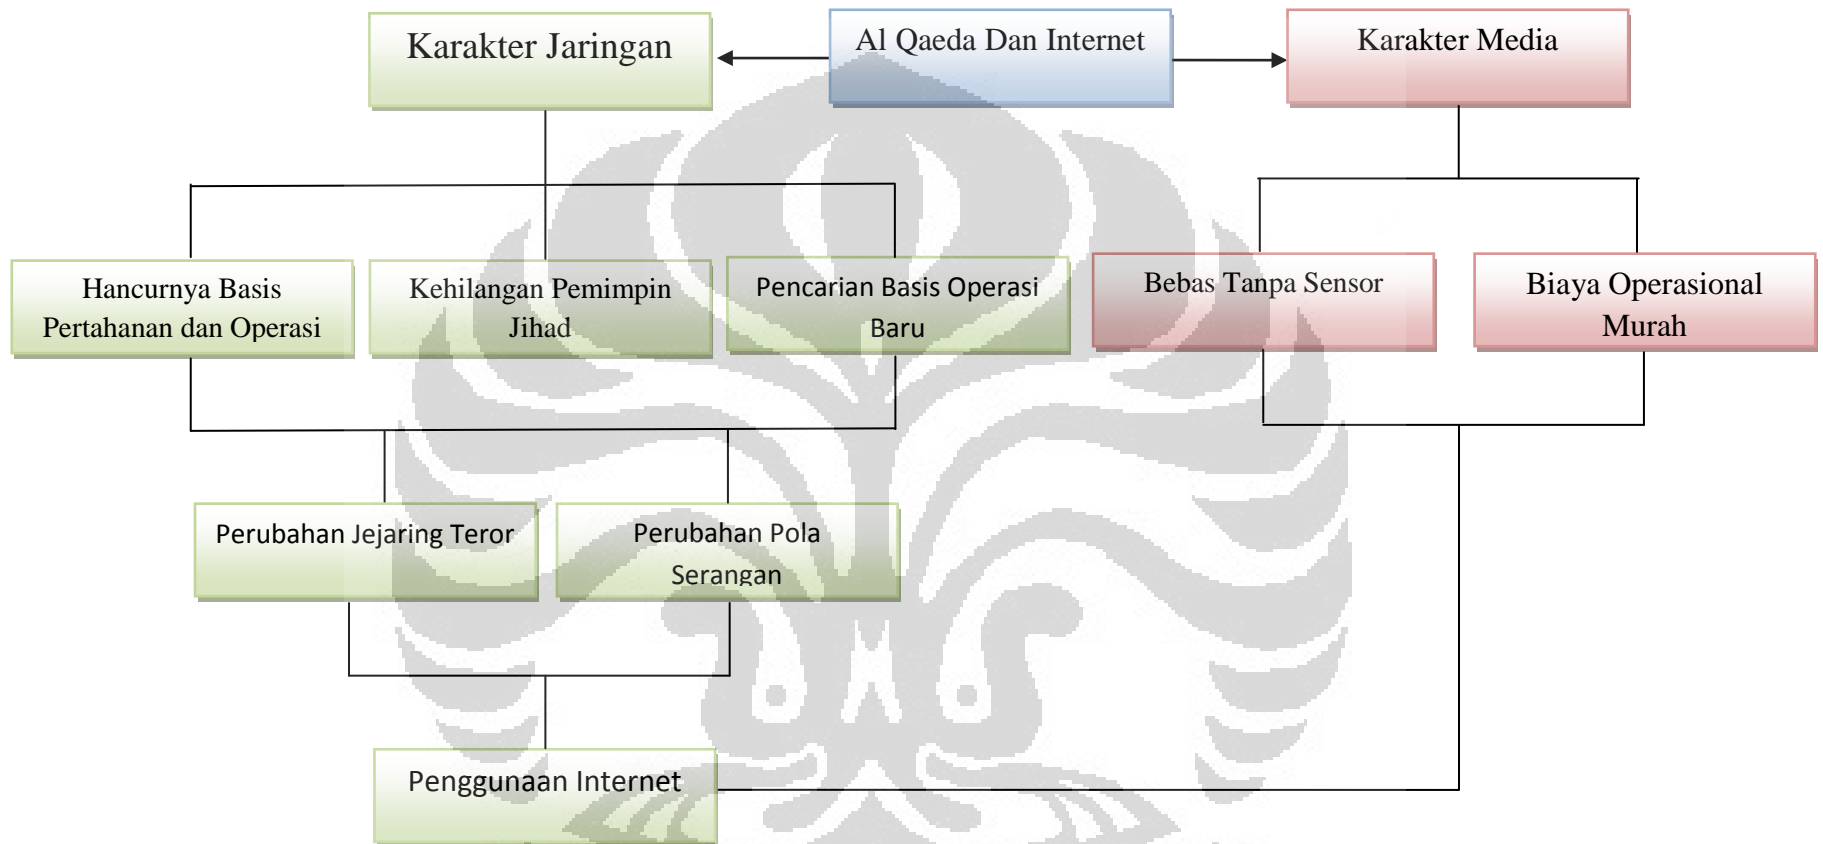 Karakter Jaringan
Al Qaeda Dan Internet
Karakter Media
Hancurnya Basis
Pertahanan dan Operasi
Kehilangan Pemimpin
Jihad
Pencarian Basis Operasi
Baru
Bebas Tanpa Sensor
Biaya Operasional
Murah
Perubahan Jejaring Teror
Perubahan Pola
Serangan
Penggunaan Internet